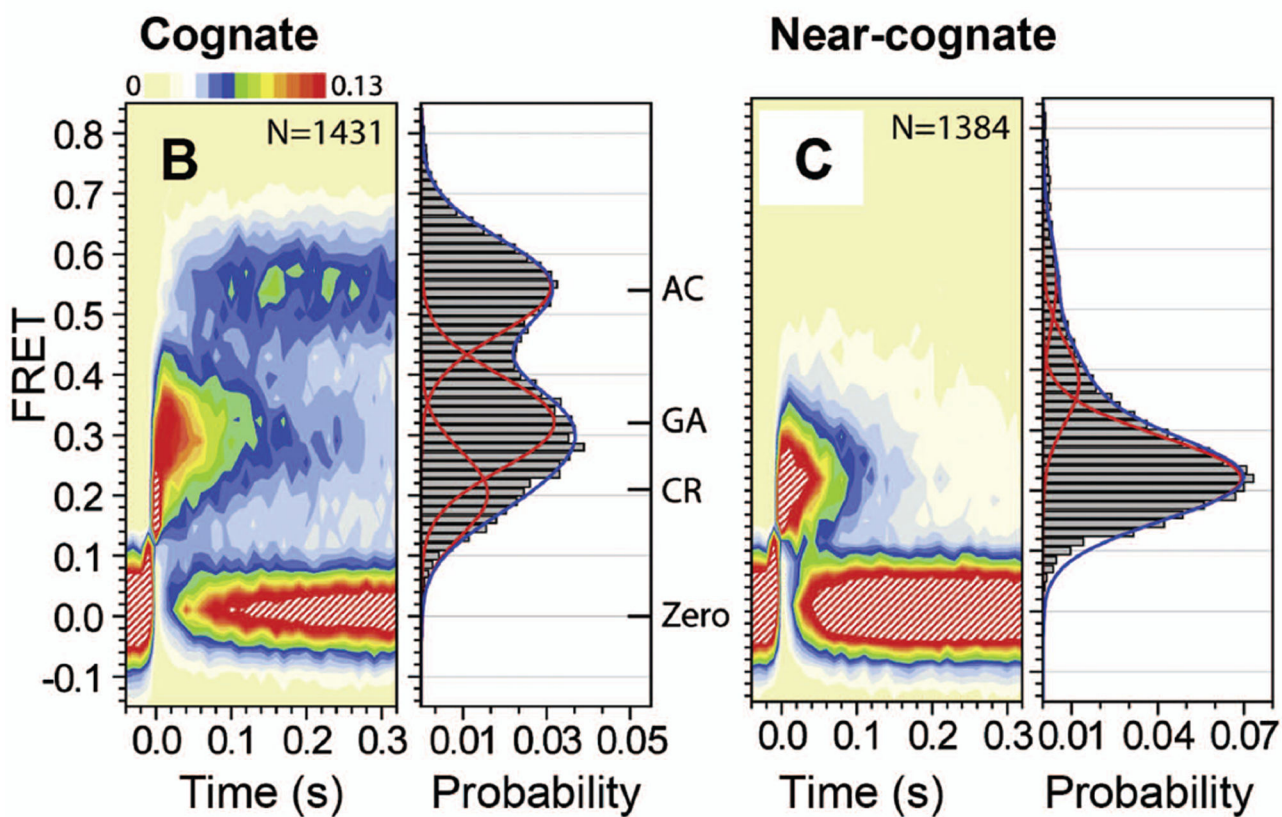 Cognate
Near-cognate
0
0.13
B
N=1431
C
N=1384
FRET
0.8
0.7
0.6
0.5
0.4
0.3
0.2
0.1
0.0
-0.1
AC
GA
CR
Zero
0.0 0.1 0.2 0.3
0.01 0.03 0.05
0.0 0.1 0.2 0.3
0.01 0.04 0.07
Time (s)
Probability
Time (s)
Probability